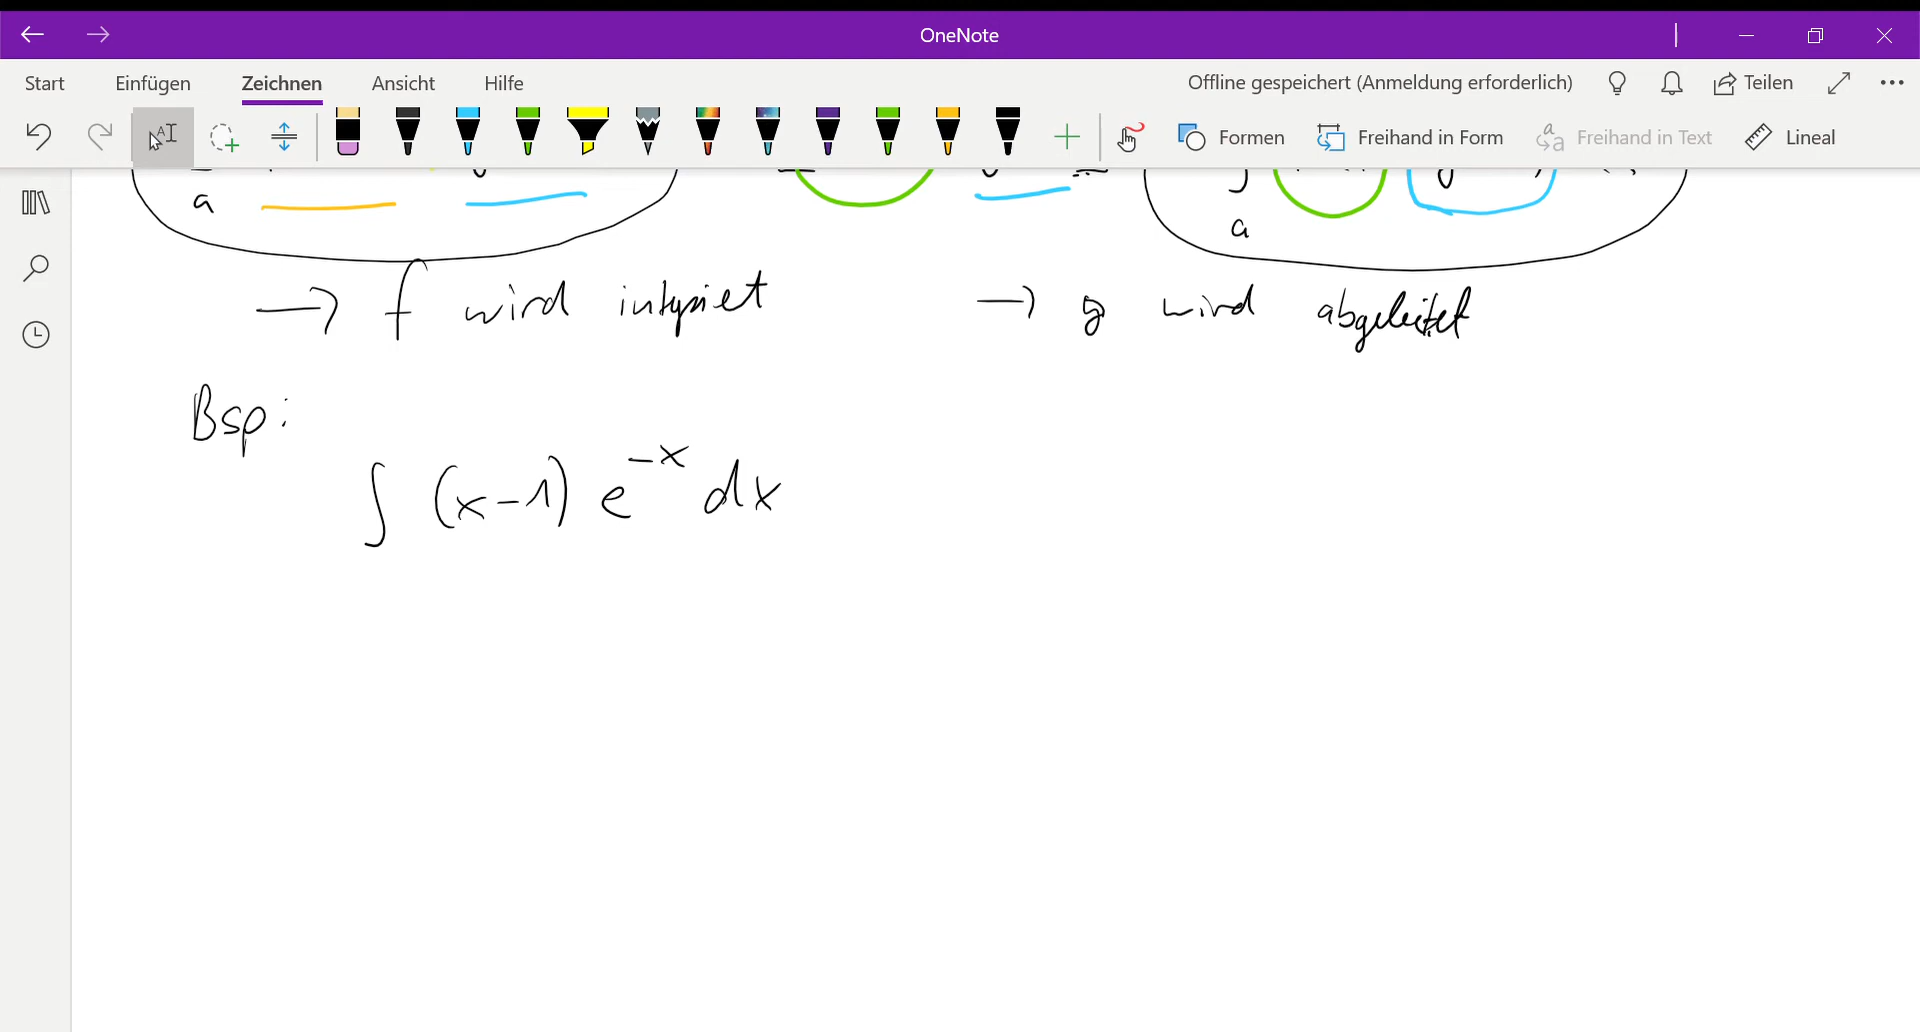 OneNote
Start Einfügen Zeichnen Ansicht Hilfe Offline gespeichert (Anmeldung erforderlich) Teilen
Formen Freihand in Form Freihand in Text Lineal
a
a
→ f wird → g wird abgeleitet
Bsp:
∫ (x-1) e^{-x} dx